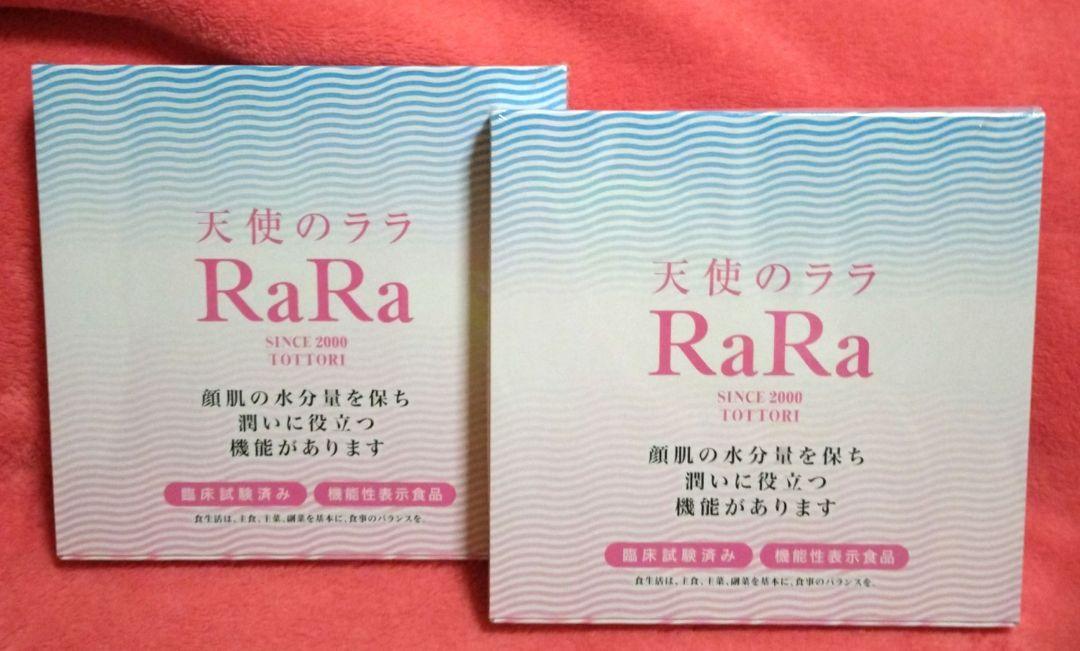 天使のララ
RaRa
SINCE 2000
TOTTORI
顔肌の水分量を保ち
潤いに役立つ
機能があります
臨床試験済み 機能性表示食品
食生活は、主食、主菜、副菜を基本に、食事のバランスを。
天使のララ
RaRa
SINCE 2000
TOTTORI
顔肌の水分量を保ち
潤いに役立つ
機能があります
臨床試験済み 機能性表示食品
食生活は、主食、主菜、副菜を基本に、食事のバランスを。